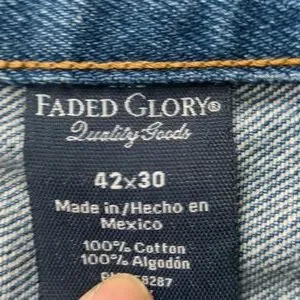 FADED GLORY®
Quality Goods
42x30
Made in/Hecho en
Mexico
100% Cotton
100% Algodón